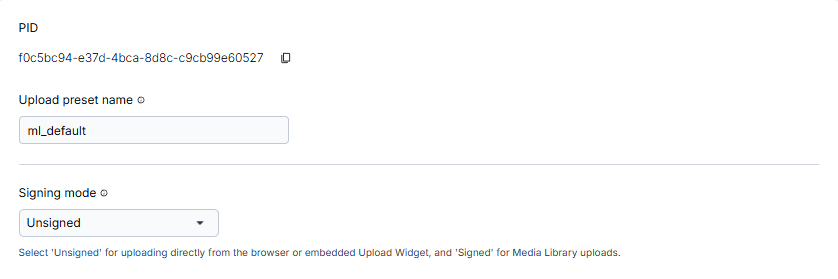 PID
f0c5bc94-e37d-4bca-8d8c-c9cb99e60527
Upload preset name
ml_default
Signing mode
Unsigned
Select 'Unsigned' for uploading directly from the browser or embedded Upload Widget, and 'Signed' for Media Library uploads.